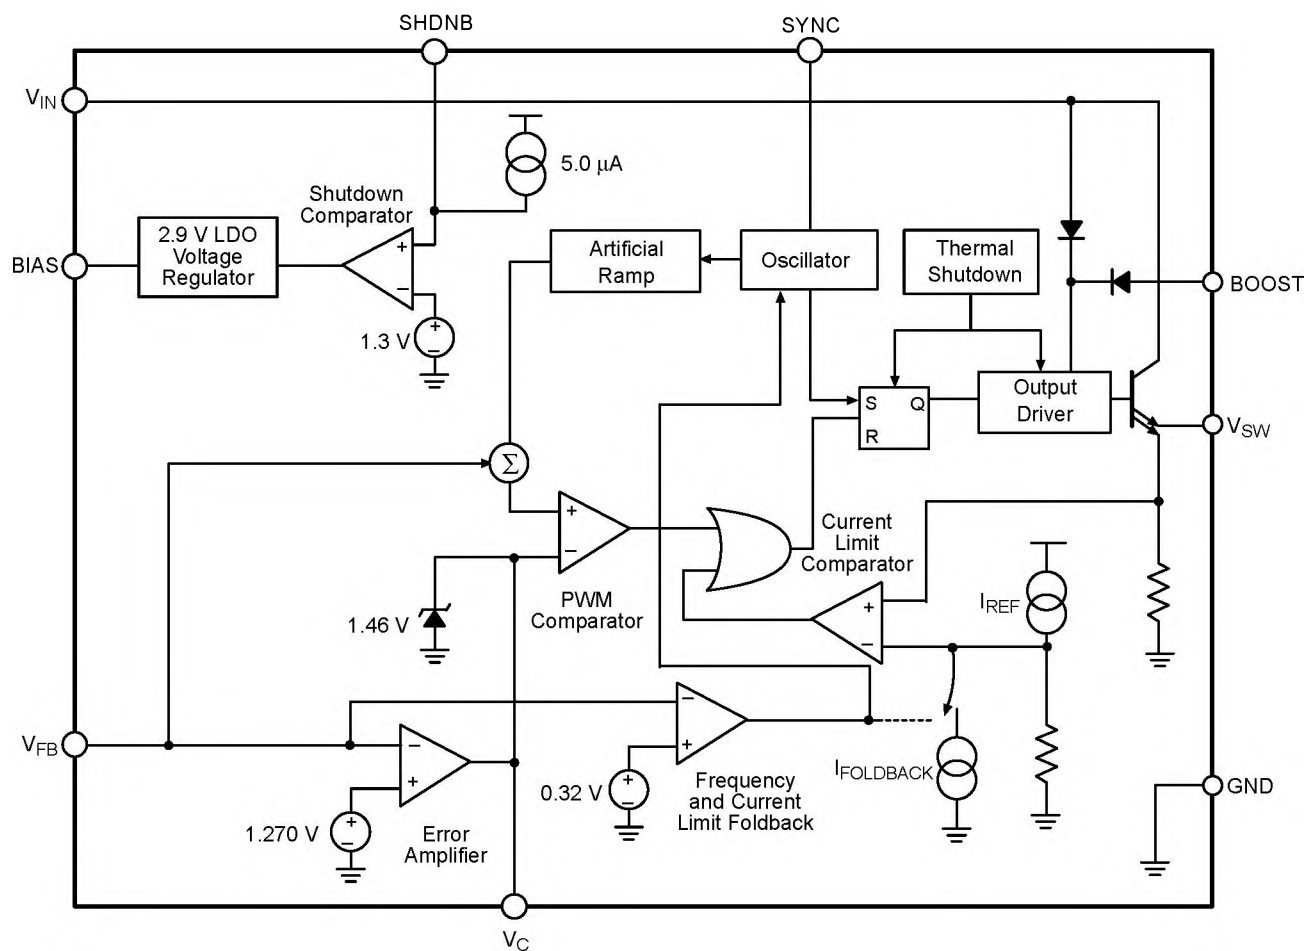 SHDNB
SYNC
VIN
5.0 µA
Shutdown
Comparator
2.9 V LDO
Voltage
Regulator
BIAS
+
−
1.3 V
+
−
Artificial
Ramp
Oscillator
Thermal
Shutdown
BOOST
S
Q
R
Output
Driver
VSW
Σ
+
−
PWM
Comparator
1.46 V
Current
Limit
Comparator
+
−
IREF
VFB
−
+
Error
Amplifier
1.270 V
+
−
−
+
0.32 V
+
−
Frequency
and Current
Limit Foldback
IFOLDBACK
GND
VC